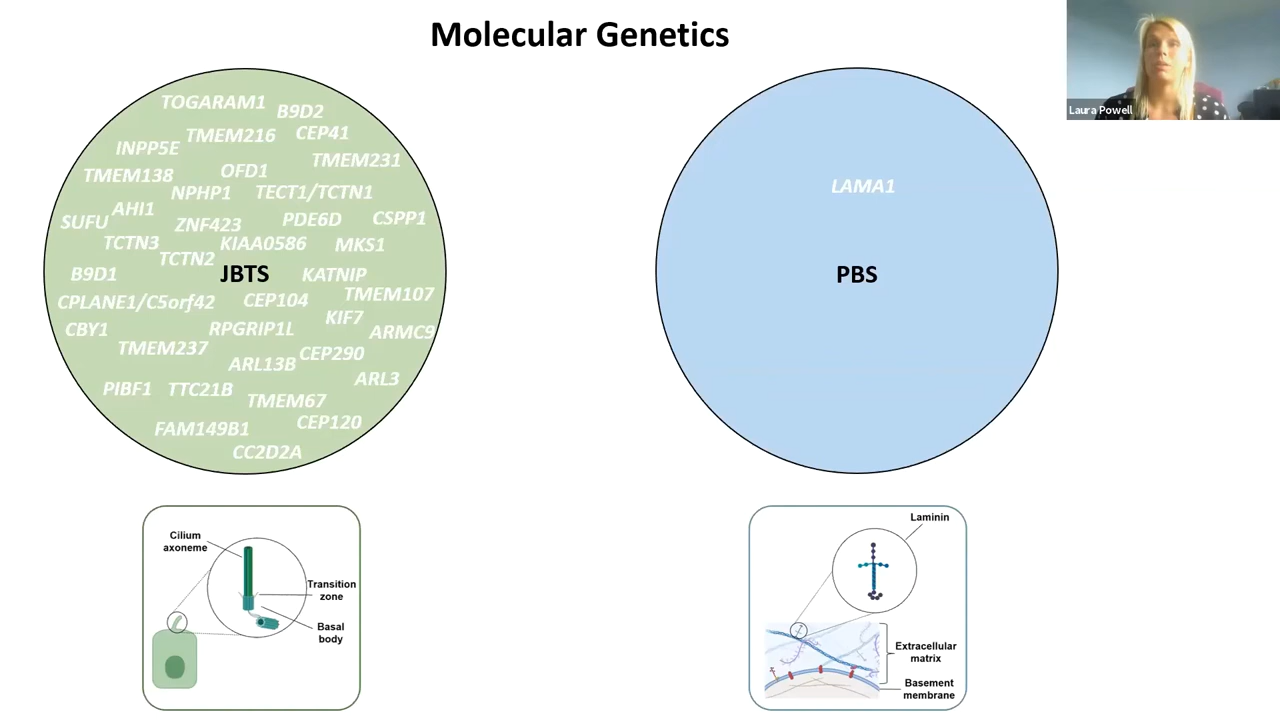 Molecular Genetics
Laura Powell
TOGARAM1
B9D2
TMEM216
CEP41
INPP5E
TMEM231
TMEM138
OFD1
NPHP1
TECT1/TCTN1
AHI1
SUFU
ZNF423
PDE6D
CSPP1
TCTN3
KIAA0586
MKS1
TCTN2
B9D1
JBTS
KATNIP
CPLANE1/C5orf42
CEP104
TMEM107
CBY1
RPGRIP1L
KIF7
ARMC9
TMEM237
ARL13B
CEP290
ARL3
PIBF1
TTC21B
TMEM67
FAM149B1
CEP120
CC2D2A
LAMA1
PBS
Cilium
axoneme
Transition
zone
Basal
body
Laminin
Extracellular
matrix
Basement
membrane